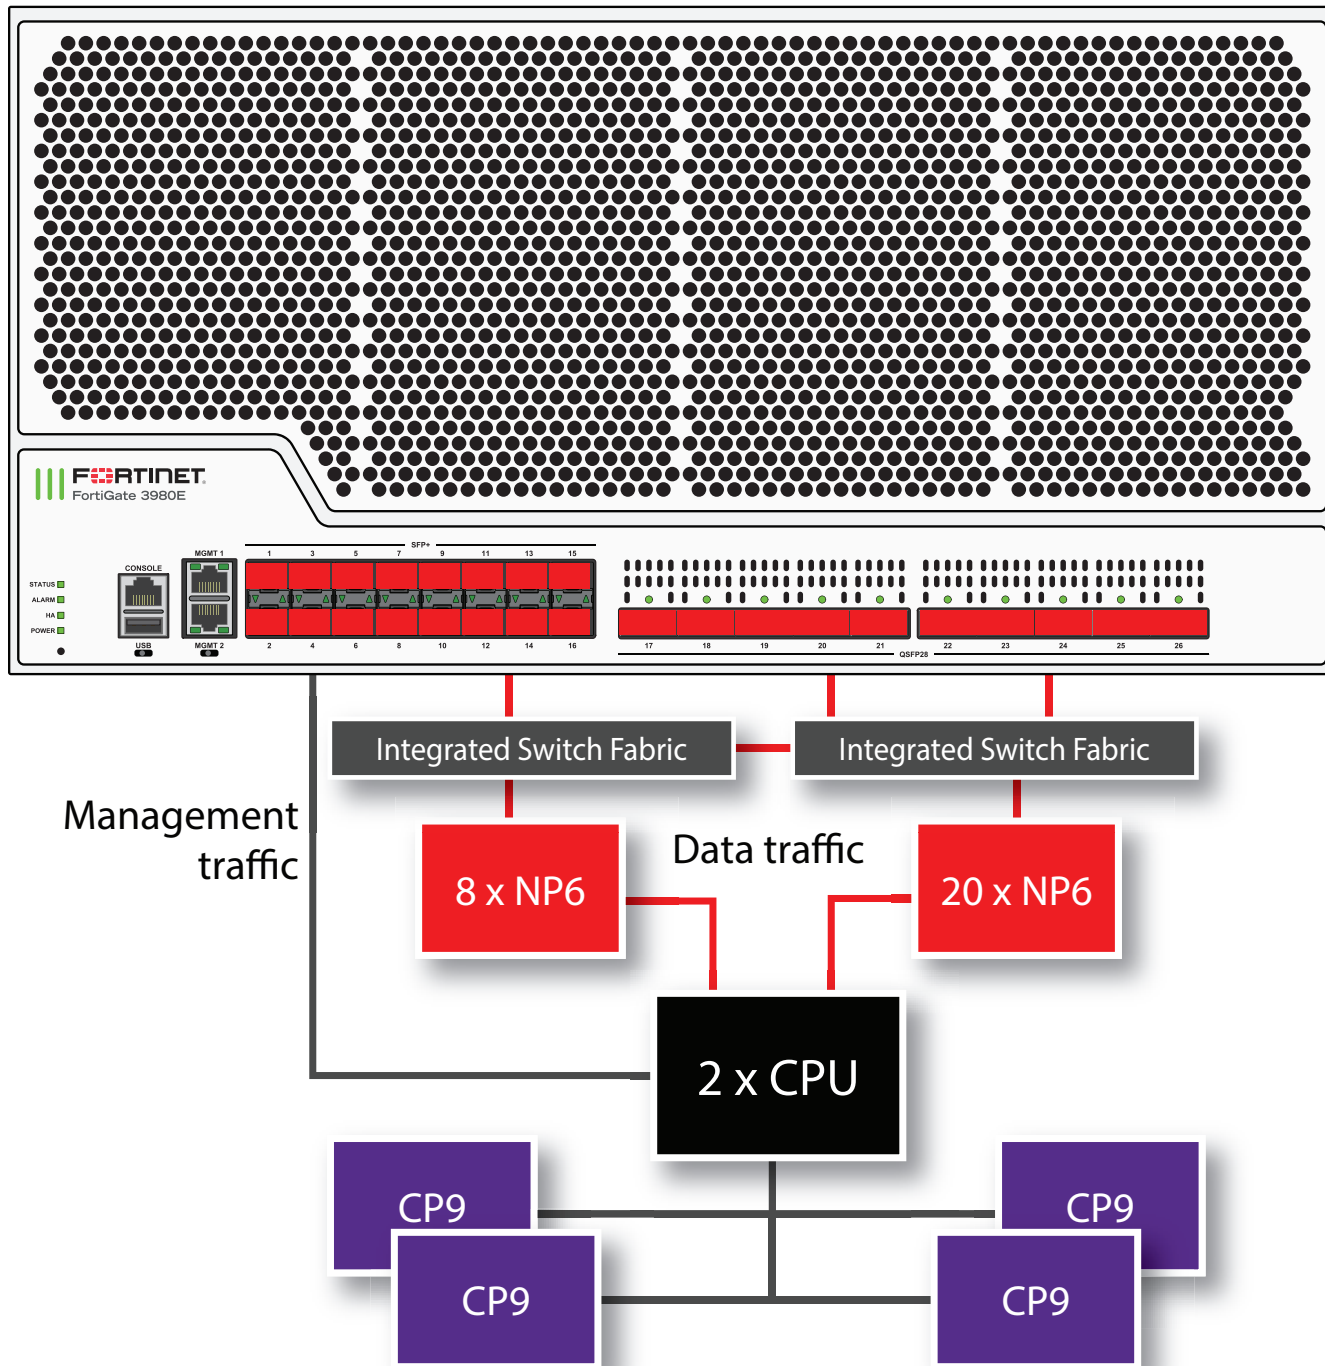 FORTINET
FortiGate 3980E
STATUS
ALARM
HA
POWER
CONSOLE
USB
MGMT 1
MGMT 2
SFP+
1 3 5 7 9 11 13 15
2 4 6 8 10 12 14 16
17 18 19 20 21 22 23 24 25 26
QSFP28
Integrated Switch Fabric
Integrated Switch Fabric
Management
traffic
Data traffic
8 x NP6
20 x NP6
2 x CPU
CP9
CP9
CP9
CP9